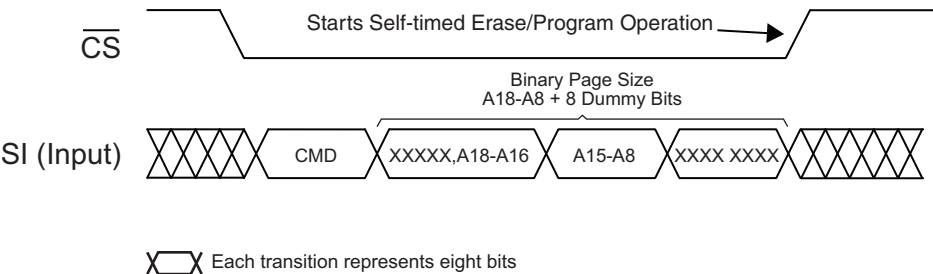 Starts Self-timed Erase/Program Operation
CS
Binary Page Size
A18-A8 + 8 Dummy Bits
SI (Input)
CMD
XXXXX,A18-A16
A15-A8
XXXX XXXX
Each transition represents eight bits